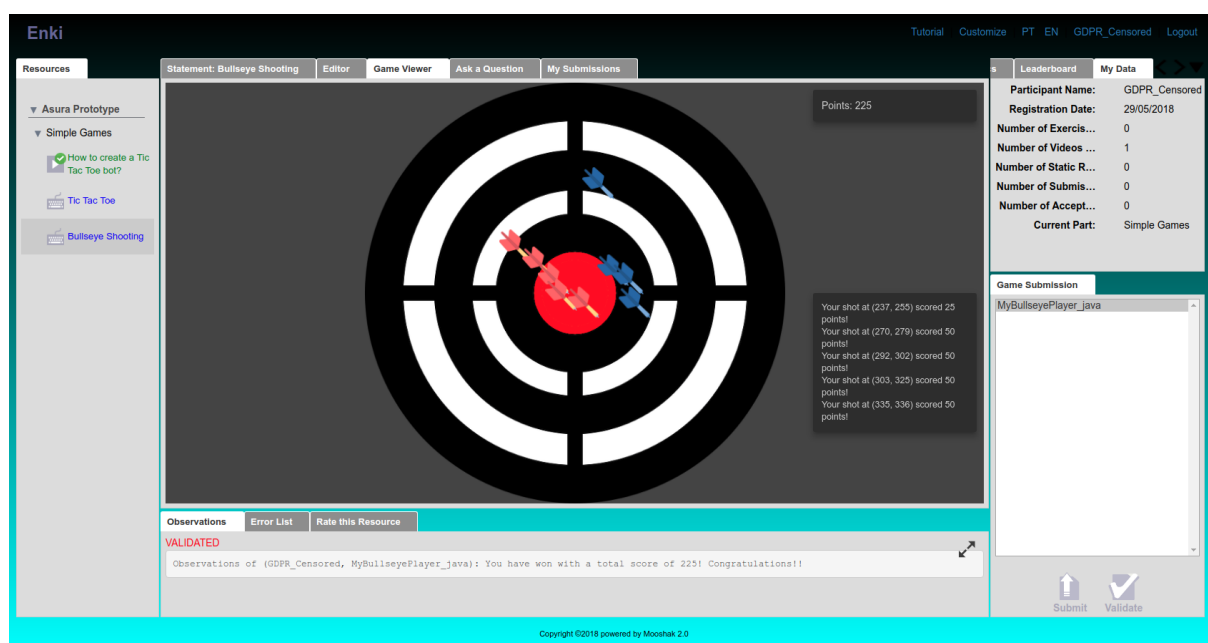 Enki
Tutorial Customize PT EN GDPR_Censored Logout
Resources
Asura Prototype
Simple Games
How to create a Tic
Tac Toe bot?
Tic Tac Toe
Bullseye Shooting
Statement: Bullseye Shooting Editor Game Viewer Ask a Question My Submissions
Points: 225
Your shot at (237, 255) scored 25
points!
Your shot at (270, 279) scored 50
points!
Your shot at (292, 302) scored 50
points!
Your shot at (303, 325) scored 50
points!
Your shot at (335, 336) scored 50
points!
Observations Error List Rate this Resource
VALIDATED
Observations of (GDPR_Censored, MyBullseyePlayer_java): You have won with a total score of 225! Congratulations!!
s Leaderboard My Data
Participant Name: GDPR_Censored
Registration Date: 29/05/2018
Number of Exercis... 0
Number of Videos ... 1
Number of Static R... 0
Number of Submis... 0
Number of Accept... 0
Current Part: Simple Games
Game Submission
MyBullseyePlayer_java
Submit Validate
Copyright ©2018 powered by Mooshak 2.0